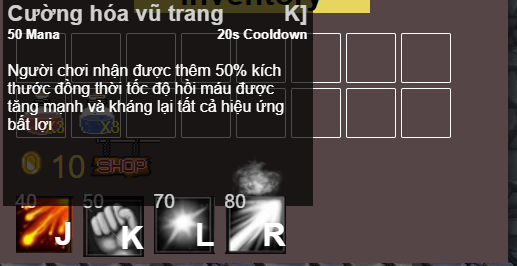 Inventory
Cường hóa vũ trang K]
50 Mana 20s Cooldown
Người chơi nhận được thêm 50% kích
thước đồng thời tốc độ hồi máu được
tăng mạnh và kháng lại tất cả hiệu ứng
bất lợi
X3 X3
10 SHOP
40 50 70 80
J K L R